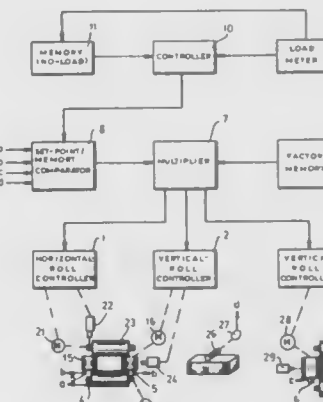 11
10
MEMORY
(NO-LOAD)
CONTROLLER
LOAD
METER
8
7
SET-POINT/
MEMORY
COMPARATOR
MULTIPLIER
FACTOR
MEMORY
1
2
HORIZONTAL-
ROLL
CONTROLLER
VERTICAL-
ROLL
CONTROLLER
VERTICAL
ROLL
CONTROLLER
22
d
23
16
27
28
21
M
M
26
M
15
29
b
b
24
a
5
c
4
6